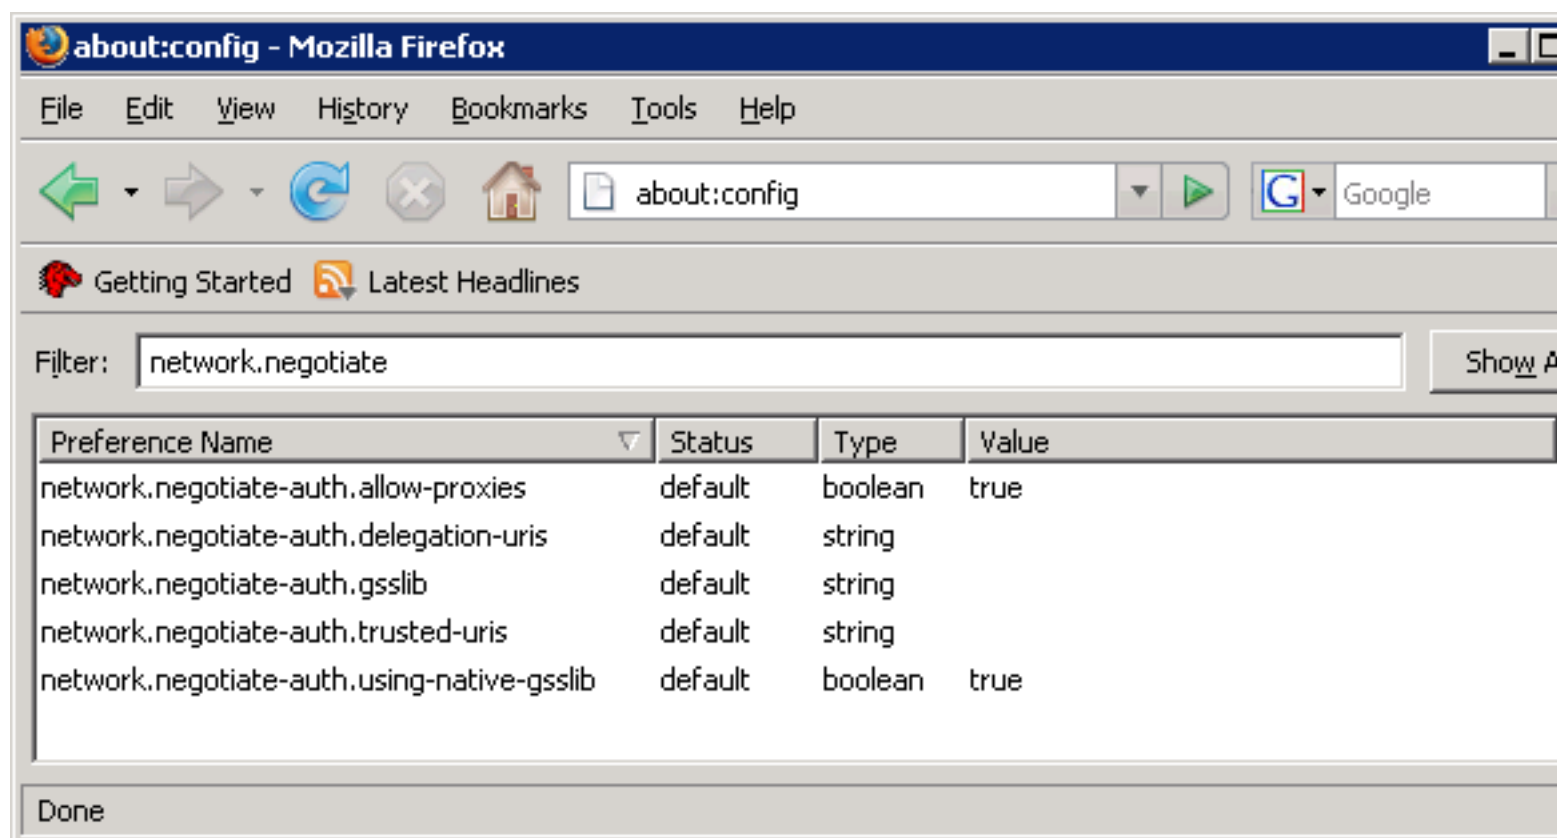 about:config - Mozilla Firefox
File Edit View History Bookmarks Tools Help
about:config G Google
Getting Started Latest Headlines
Filter: network.negotiate Show A
Preference Name Status Type Value
network.negotiate-auth.allow-proxies default boolean true
network.negotiate-auth.delegation-uris default string
network.negotiate-auth.gsslib default string
network.negotiate-auth.trusted-uris default string
network.negotiate-auth.using-native-gsslib default boolean true
Done